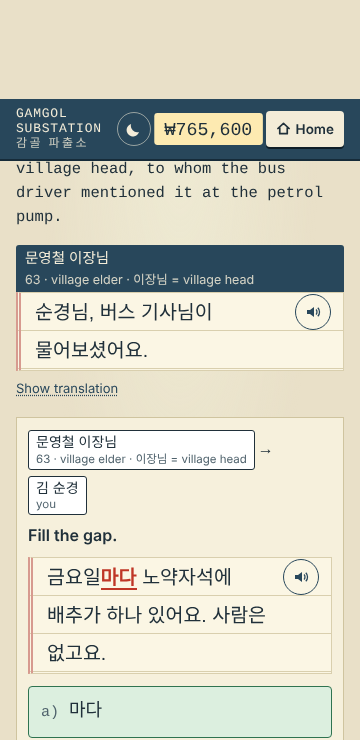 GAMGOL
SUBSTATION
감골 파출소
₩765,600
Home
village head, to whom the bus
driver mentioned it at the petrol
pump.
문영철 이장님
63 · village elder · 이장님 = village head
순경님, 버스 기사님이
물어보셨어요.
Show translation
문영철 이장님
63 · village elder · 이장님 = village head
→
김 순경
you
Fill the gap.
금요일마다 노약자석에
배추가 하나 있어요. 사람은
없고요.
a) 마다